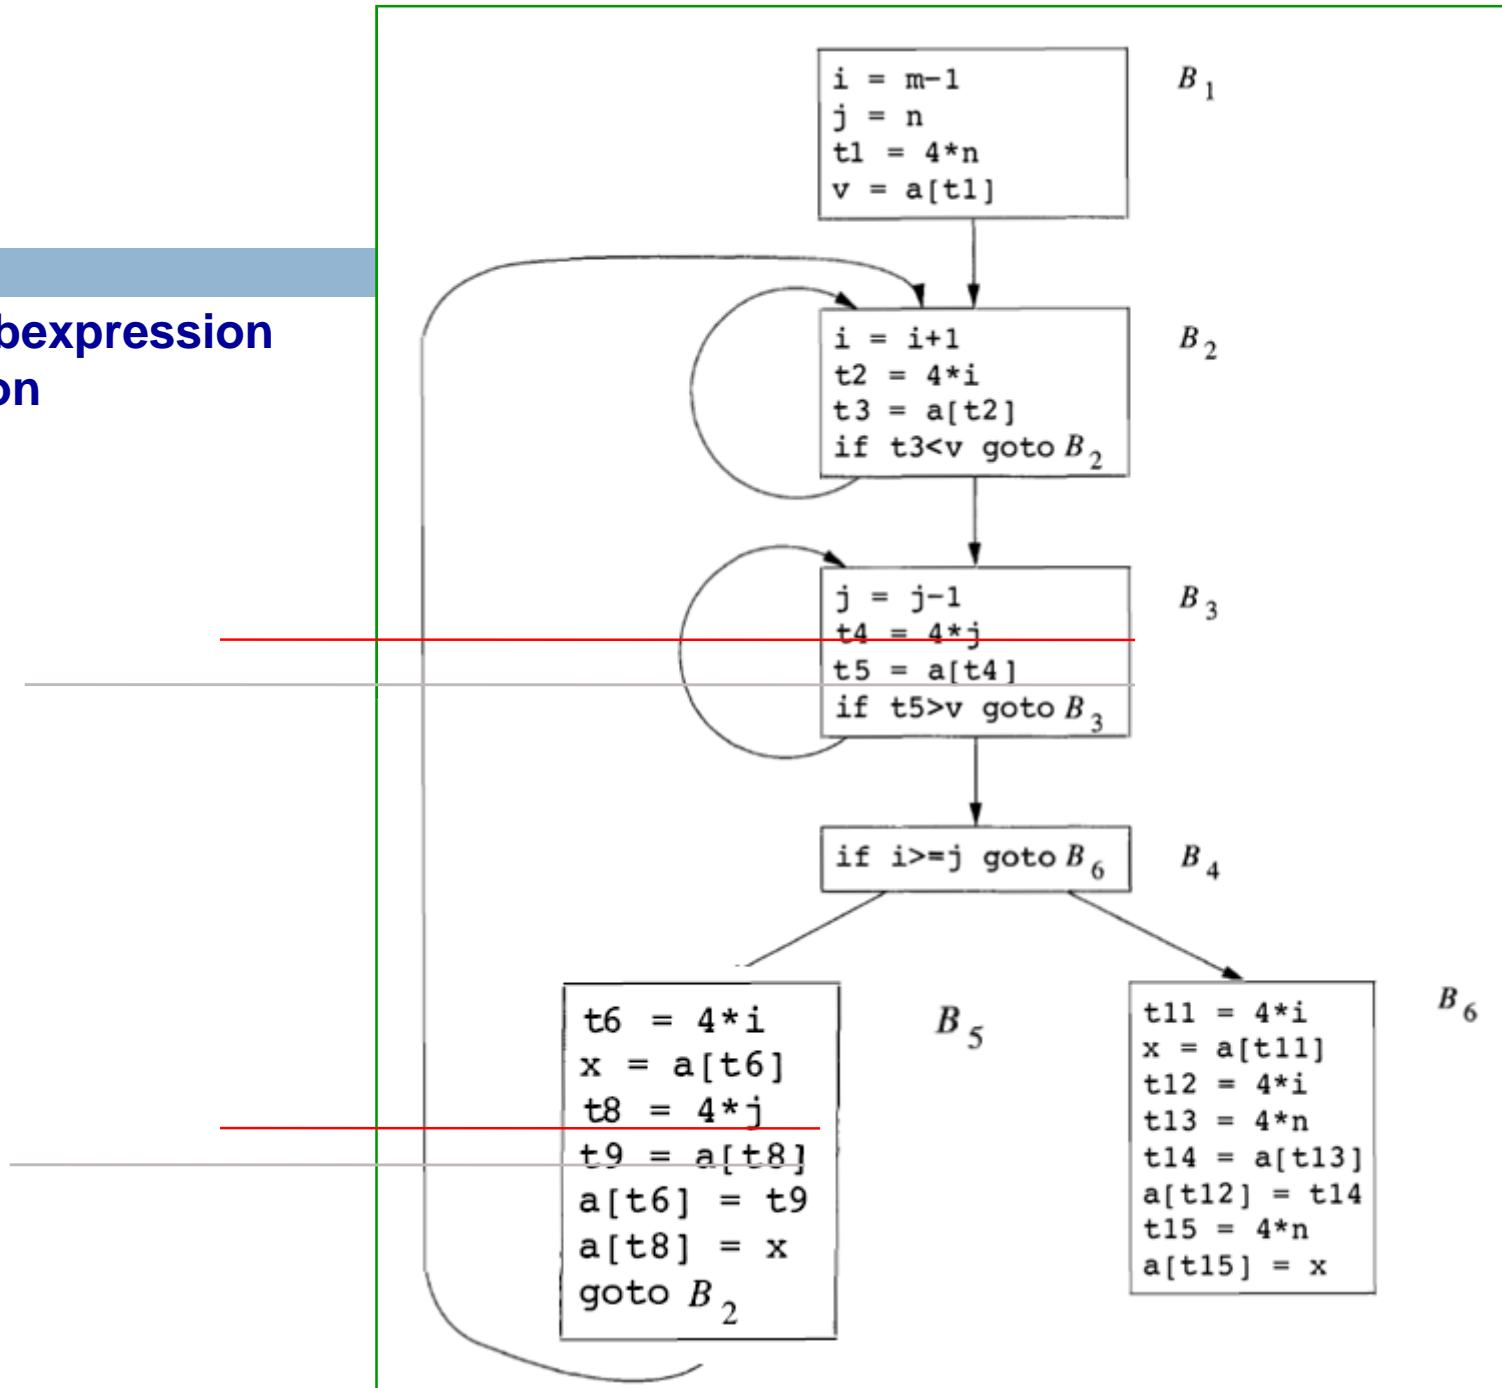 bexpression
on
i = m-1
j = n
t1 = 4*n
v = a[t1]
B1
i = i+1
t2 = 4*i
t3 = a[t2]
if t3<v goto B2
B2
j = j-1
t4 = 4*j
t5 = a[t4]
if t5>v goto B3
B3
if i>=j goto B6
B4
t6 = 4*i
x = a[t6]
t8 = 4*j
t9 = a[t8]
a[t6] = t9
a[t8] = x
goto B2
B5
t11 = 4*i
x = a[t11]
t12 = 4*i
t13 = 4*n
t14 = a[t13]
a[t12] = t14
t15 = 4*n
a[t15] = x
B6